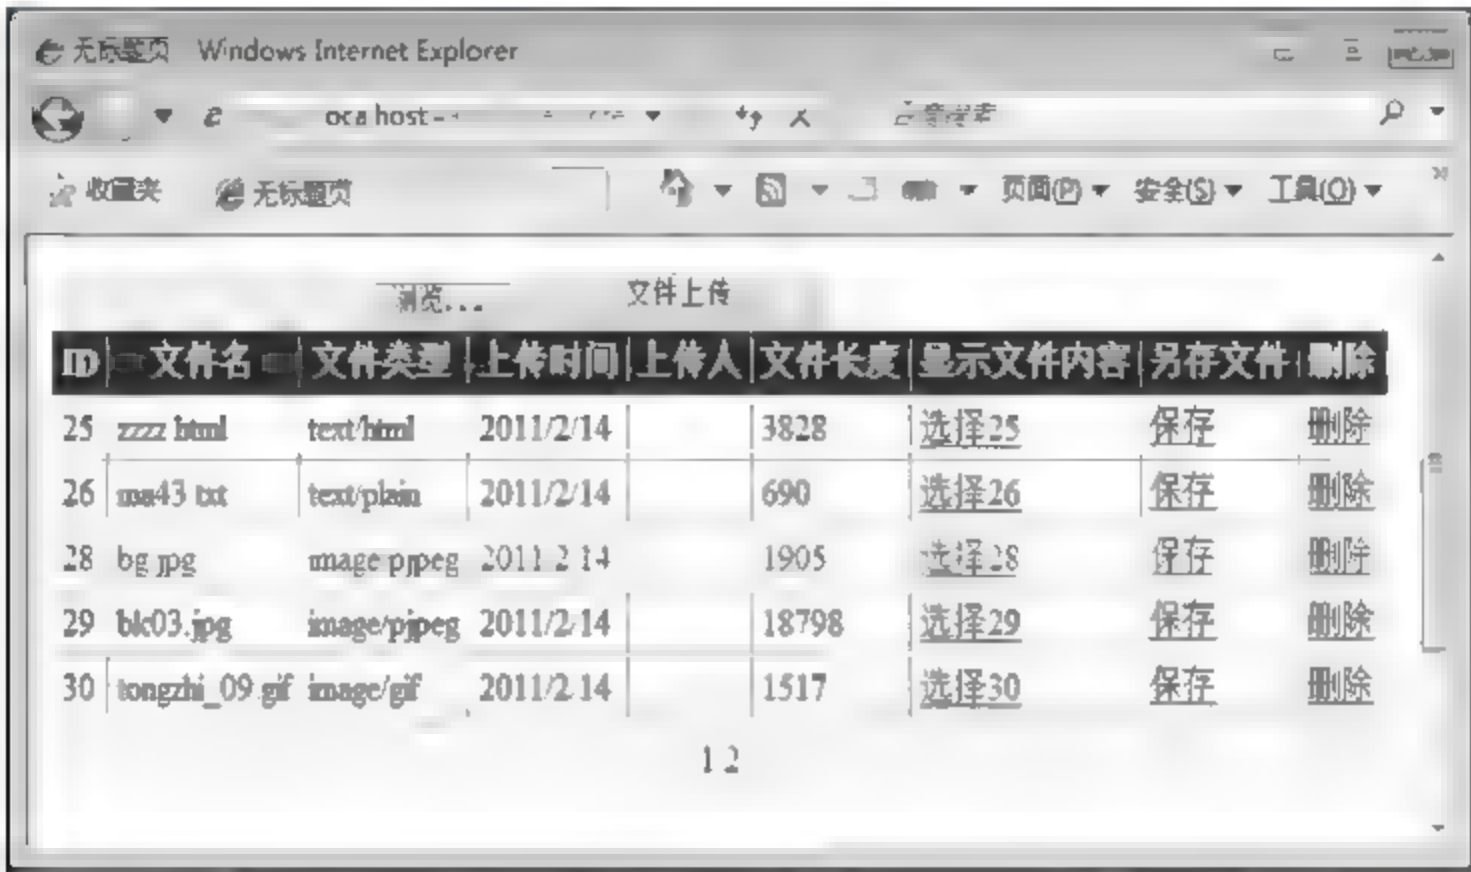 无标题页 Windows Internet Explorer
ocalhost
收藏夹 无标题页 页面(P) 安全(S) 工具(O)
浏览... 文件上传
ID 文件名 文件类型 上传时间 上传人 文件长度 显示文件内容 另存文件 删除
25 zzzz.html text/html 2011/2/14 3828 选择25 保存 删除
26 ma43.txt text/plain 2011/2/14 690 选择26 保存 删除
28 bg.jpg image/pjpeg 2011/2/14 1905 选择28 保存 删除
29 bk03.jpg image/pjpeg 2011/2/14 18798 选择29 保存 删除
30 tongzhi_09.gif image/gif 2011/2/14 1517 选择30 保存 删除
1 2